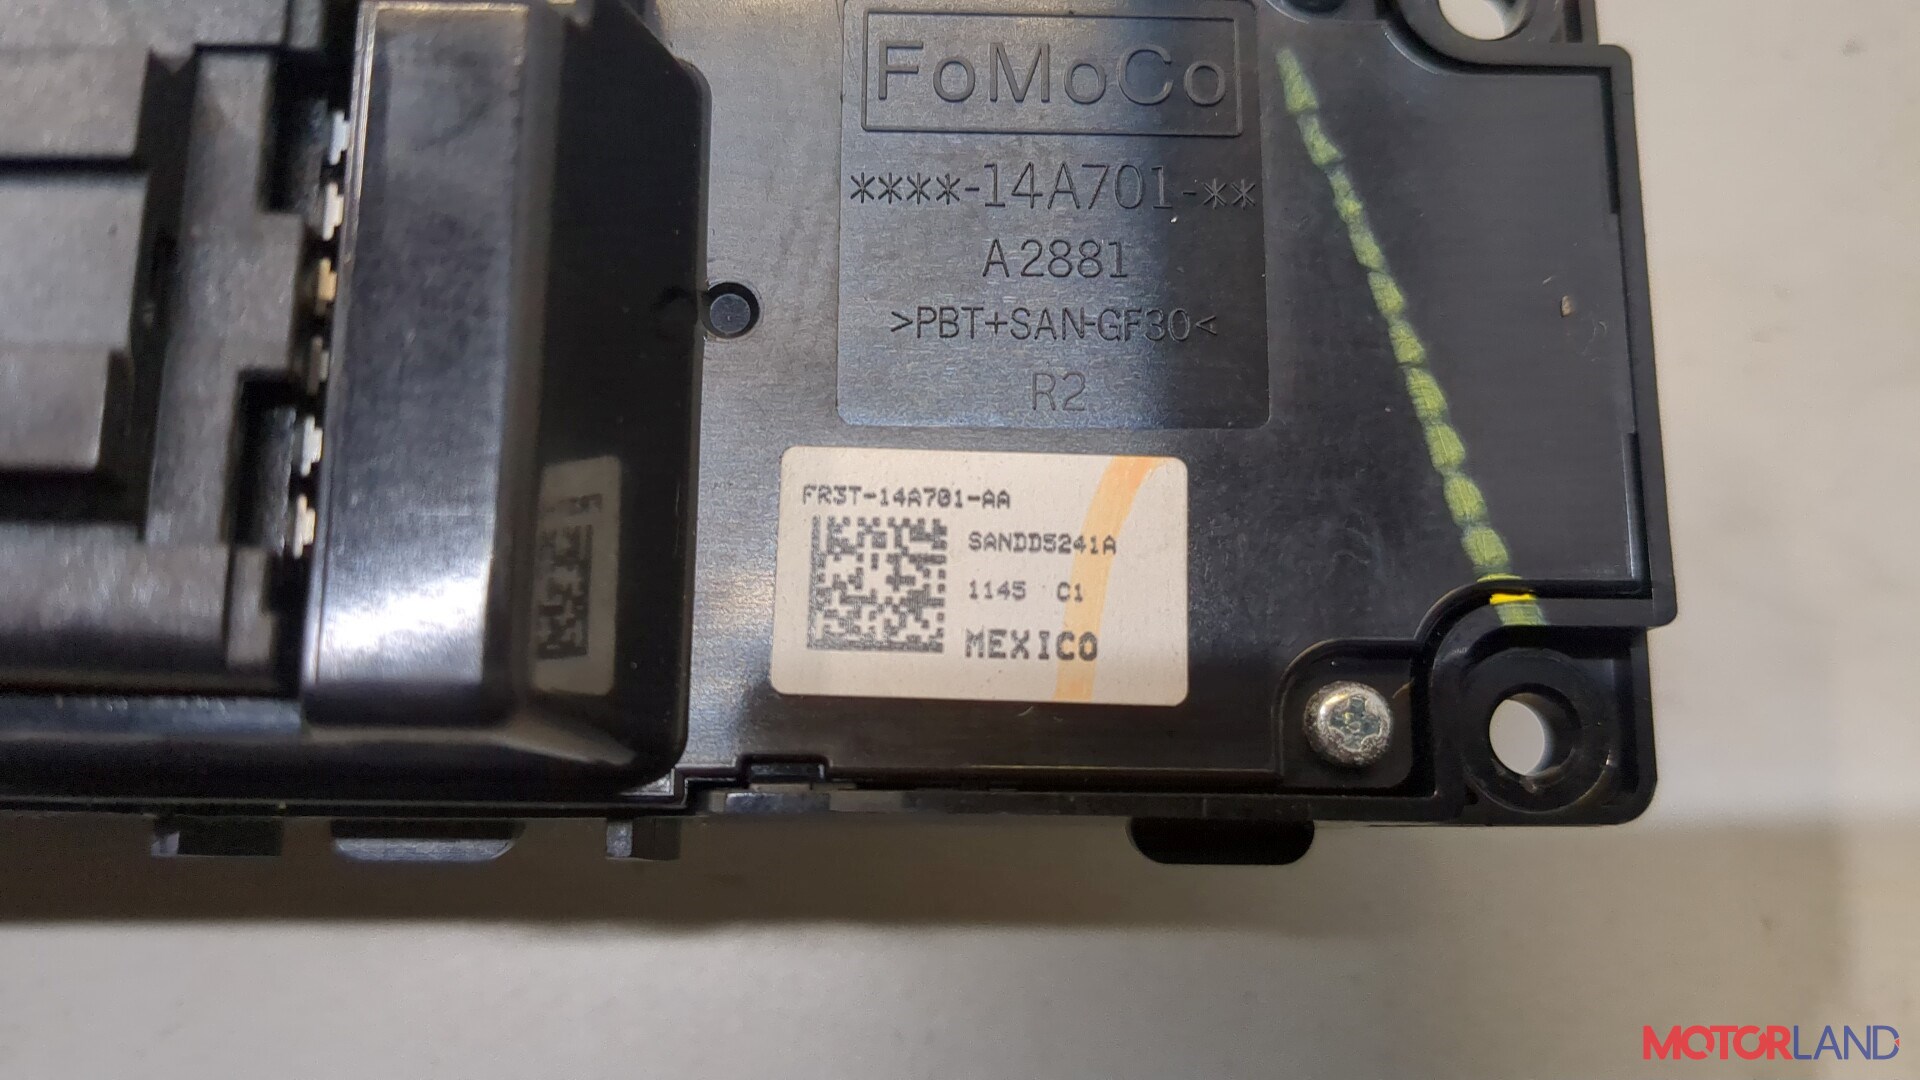 FoMoCo
****-14A701-**
A2881
>PBT+SAN-GF30<
R2
FR3T-14A701-AA
SANDD5241A
1145 C1
MEXICO
MOTORLAND